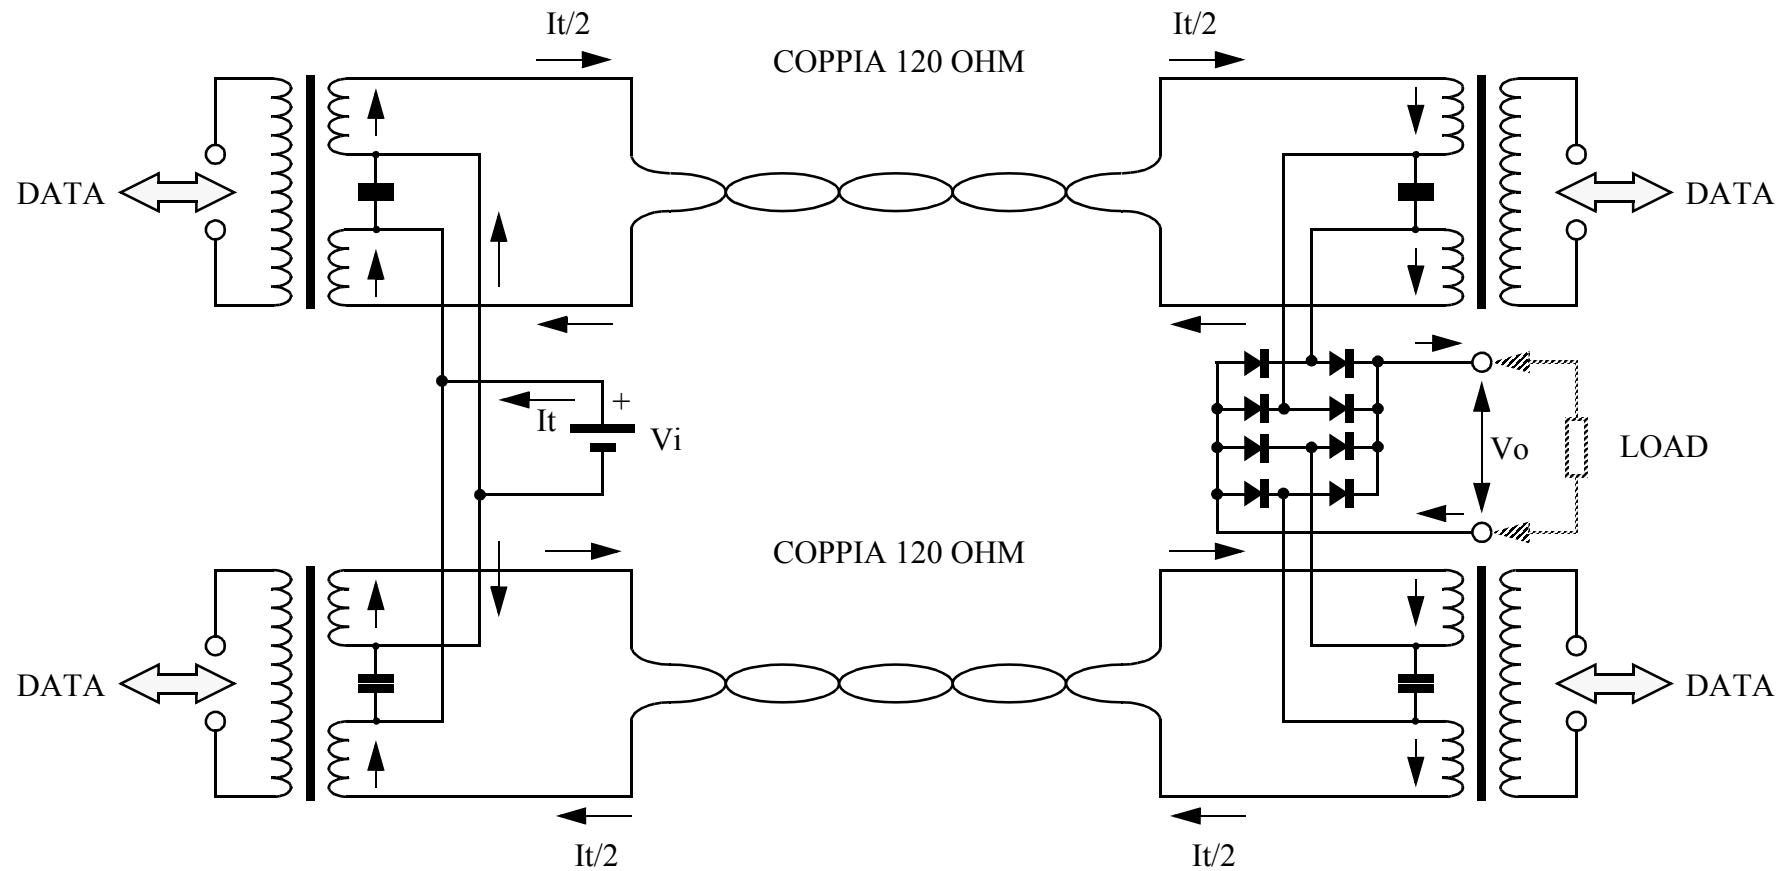 It/2
It/2
COPPIA 120 OHM
DATA
DATA
It
+
Vi
Vo
LOAD
COPPIA 120 OHM
DATA
DATA
It/2
It/2